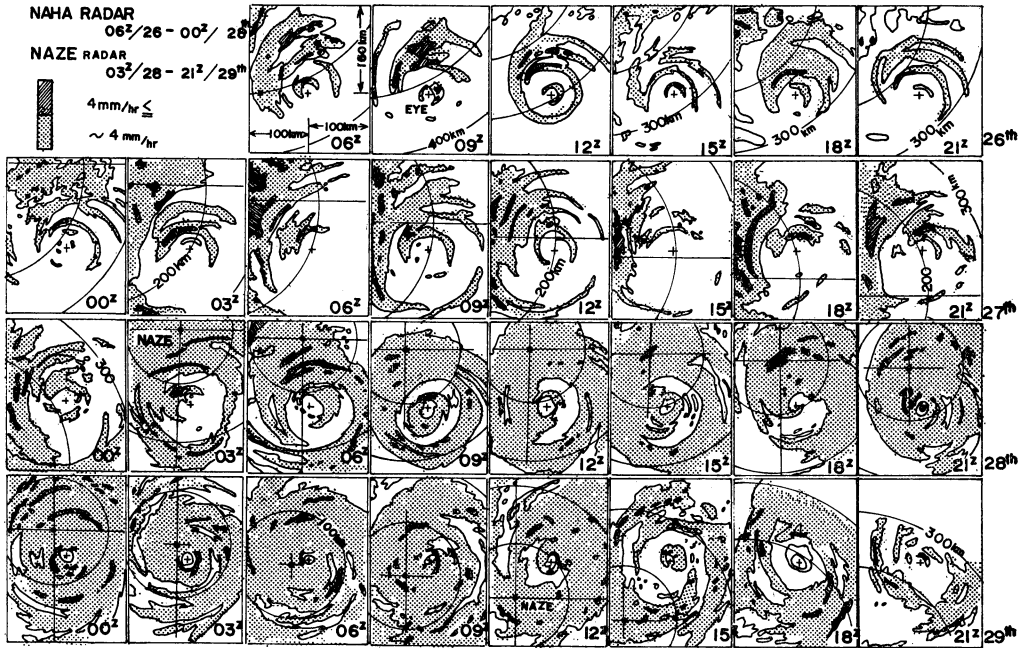 NAHA RADAR
06Z/26 - 00Z/28th
NAZE RADAR
03Z/28 - 21Z/29th
4mm/hr ≤
~ 4 mm/hr
160km
100km 100km
06Z
EYE
400km
09Z
12Z
300km
15Z
300km
18Z
300km
21Z
26th
00Z
200km
03Z
06Z
09Z
200km
12Z
15Z
18Z
300km
200
21Z
27th
300
00Z
NAZE
03Z
06Z
09Z
12Z
15Z
18Z
21Z
28th
00Z
03Z
100km
06Z
09
NAZE
12Z
15
18Z
300km
21Z
29th